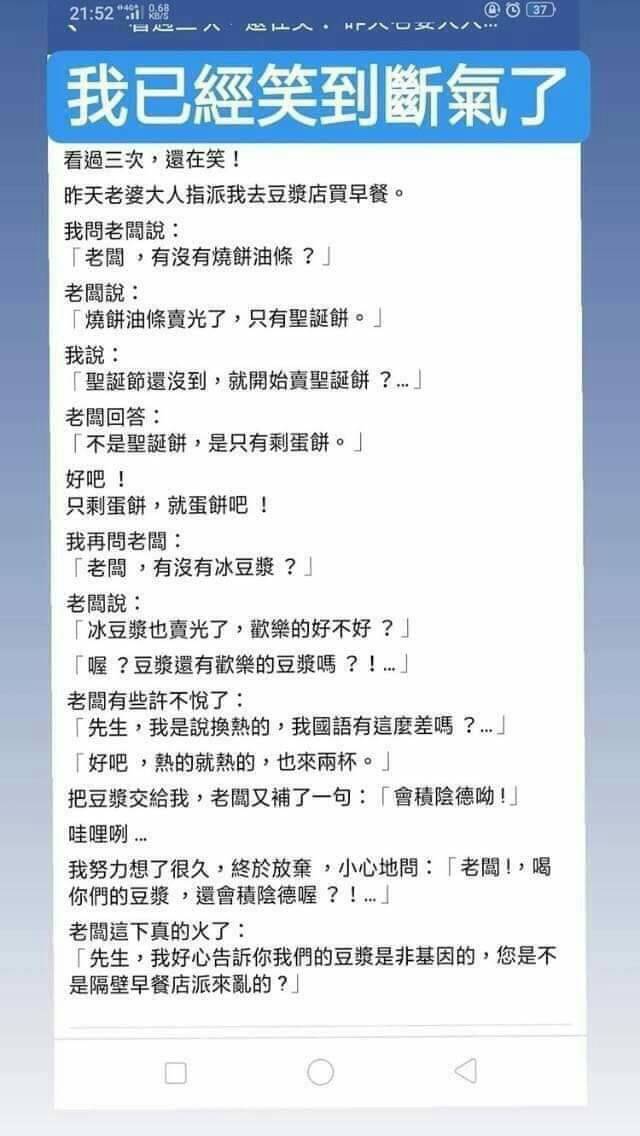 21:52
4G+
0.68
KB/S
37
我已經笑到斷氣了
看過三次，還在笑！
昨天老婆大人指派我去豆漿店買早餐。
我問老闆說：
「老闆 ，有沒有燒餅油條 ？」
老闆說：
「燒餅油條賣光了，只有聖誕餅。」
我說：
「聖誕節還沒到，就開始賣聖誕餅 ？...」
老闆回答：
「不是聖誕餅，是只有剩蛋餅。」
好吧 ！
只剩蛋餅，就蛋餅吧 ！
我再問老闆：
「老闆 ，有沒有冰豆漿 ？」
老闆說：
「冰豆漿也賣光了，歡樂的好不好 ？」
「喔 ？豆漿還有歡樂的豆漿嗎 ？！...」
老闆有些許不悅了：
「先生，我是說換熱的，我國語有這麼差嗎 ？...」
「好吧 ，熱的就熱的，也來兩杯。」
把豆漿交給我，老闆又補了一句：「會積陰德呦！」
哇哩咧 ...
我努力想了很久，終於放棄 ，小心地問：「老闆！，喝
你們的豆漿 ，還會積陰德喔 ？！...」
老闆這下真的火了：
「先生，我好心告訴你我們的豆漿是非基因的，您是不
是隔壁早餐店派來亂的？」